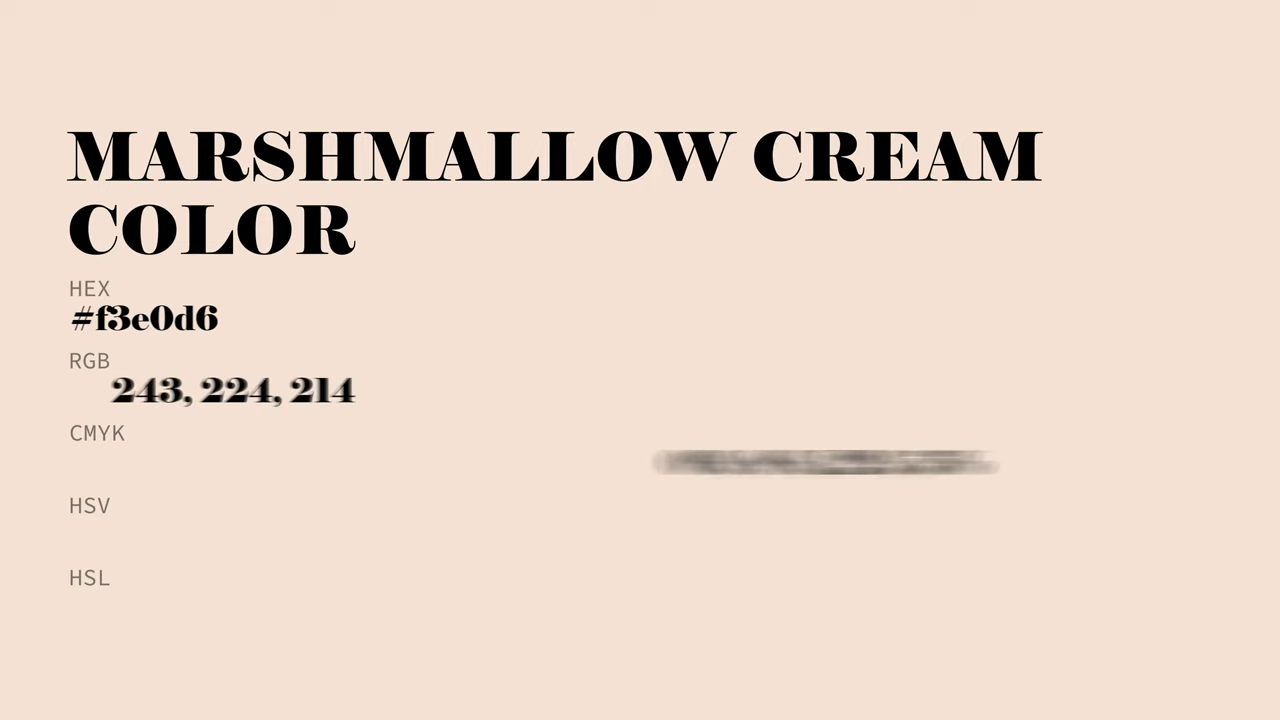 MARSHMALLOW CREAM
COLOR
HEX
#f3e0d6
RGB
243, 224, 214
CMYK
HSV
HSL